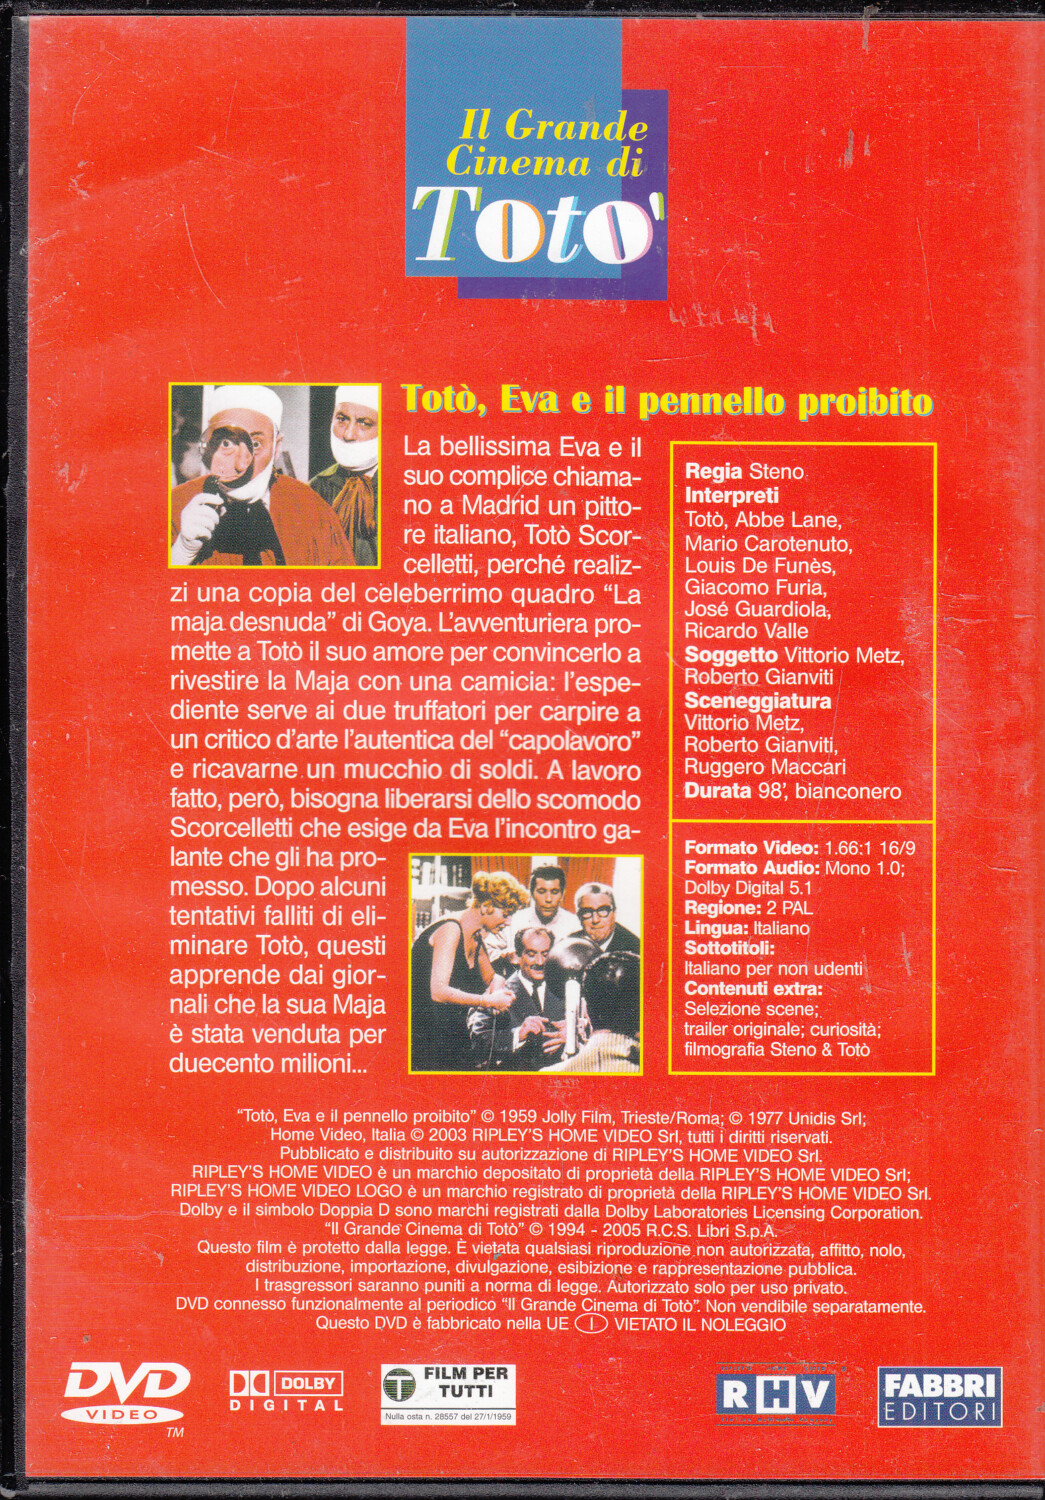 Il Grande
Cinema di
Totò
Totò, Eva e il pennello proibito
La bellissima Eva e il
suo complice chiama-
no a Madrid un pitto-
re italiano, Totò Scor-
celletti, perché realiz-
zi una copia del celeberrimo quadro “La
maja desnuda” di Goya. L’avventuriera pro-
mette a Totò il suo amore per convincerlo a
rivestire la Maja con una camicia: l’espe-
diente serve ai due truffatori per carpire a
un critico d’arte l’autentica del “capolavoro”
e ricavarne un mucchio di soldi. A lavoro
fatto, però, bisogna liberarsi dello scomodo
Scorcelletti che esige da Eva l’incontro ga-
lante che gli ha pro-
messo. Dopo alcuni
tentativi falliti di eli-
minare Totò, questi
apprende dai gior-
nali che la sua Maja
è stata venduta per
duecento milioni...
Regia Steno
Interpreti
Totò, Abbe Lane,
Mario Carotenuto,
Louis De Funès,
Giacomo Furia,
José Guardiola,
Ricardo Valle
Soggetto Vittorio Metz,
Roberto Gianviti
Sceneggiatura
Vittorio Metz,
Roberto Gianviti,
Ruggero Maccari
Durata 98’, bianconero
Formato Video: 1.66:1 16/9
Formato Audio: Mono 1.0;
Dolby Digital 5.1
Regione: 2 PAL
Lingua: Italiano
Sottotitoli:
Italiano per non udenti
Contenuti extra:
Selezione scene;
trailer originale; curiosità;
filmografia Steno & Totò
“Totò, Eva e il pennello proibito” © 1959 Jolly Film, Trieste/Roma; © 1977 Unidis Srl;
Home Video, Italia © 2003 RIPLEY’S HOME VIDEO Srl, tutti i diritti riservati.
Pubblicato e distribuito su autorizzazione di RIPLEY’S HOME VIDEO Srl.
RIPLEY’S HOME VIDEO è un marchio depositato di proprietà della RIPLEY’S HOME VIDEO Srl;
RIPLEY’S HOME VIDEO LOGO è un marchio registrato di proprietà della RIPLEY’S HOME VIDEO Srl.
Dolby e il simbolo Doppia D sono marchi registrati dalla Dolby Laboratories Licensing Corporation.
“Il Grande Cinema di Totò” © 1994 - 2005 R.C.S. Libri S.p.A.
Questo film è protetto dalla legge. È vietata qualsiasi riproduzione non autorizzata, affitto, nolo,
distribuzione, importazione, divulgazione, esibizione e rappresentazione pubblica.
I trasgressori saranno puniti a norma di legge. Autorizzato solo per uso privato.
DVD connesso funzionalmente al periodico “Il Grande Cinema di Totò”. Non vendibile separatamente.
Questo DVD è fabbricato nella UE I VIETATO IL NOLEGGIO
DVD
VIDEO
TM
DOLBY
DIGITAL
T FILM PER
TUTTI
Nulla osta n. 28557 del 27/1/1959
RHV
FABBRI
EDITORI